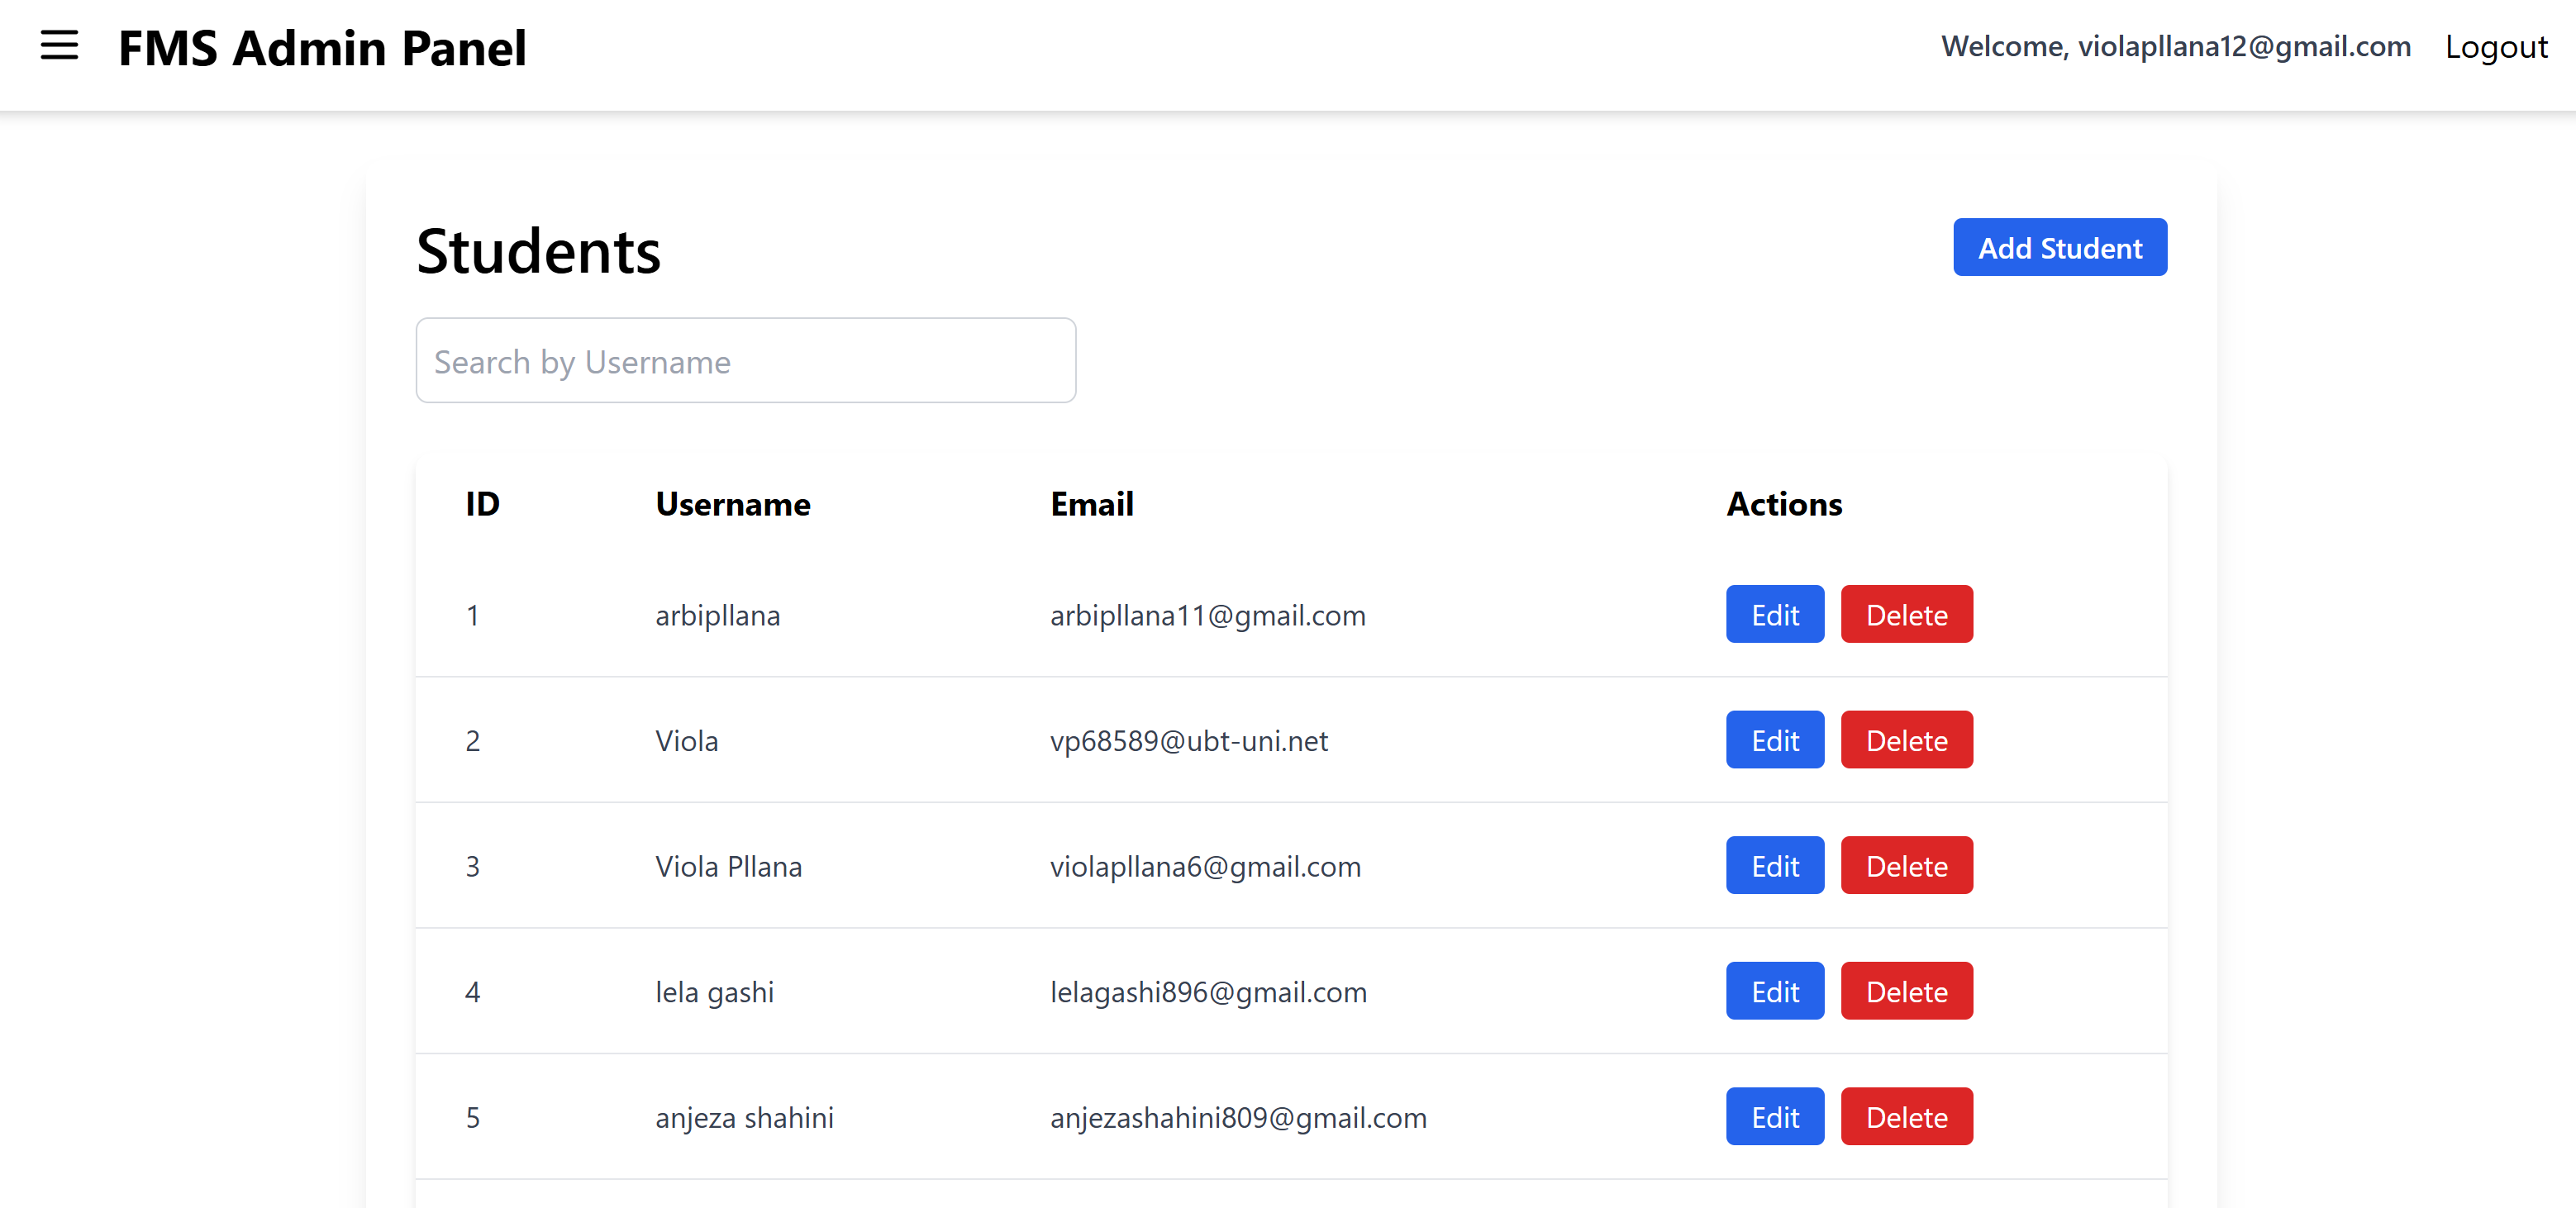 FMS Admin Panel
Welcome, violapllana12@gmail.com Logout
Students
Add Student
Search by Username
ID Username Email Actions
1 arbipllana arbipllana11@gmail.com Edit Delete
2 Viola vp68589@ubt-uni.net Edit Delete
3 Viola Pllana violapllana6@gmail.com Edit Delete
4 lela gashi lelagashi896@gmail.com Edit Delete
5 anjeza shahini anjezashahini809@gmail.com Edit Delete